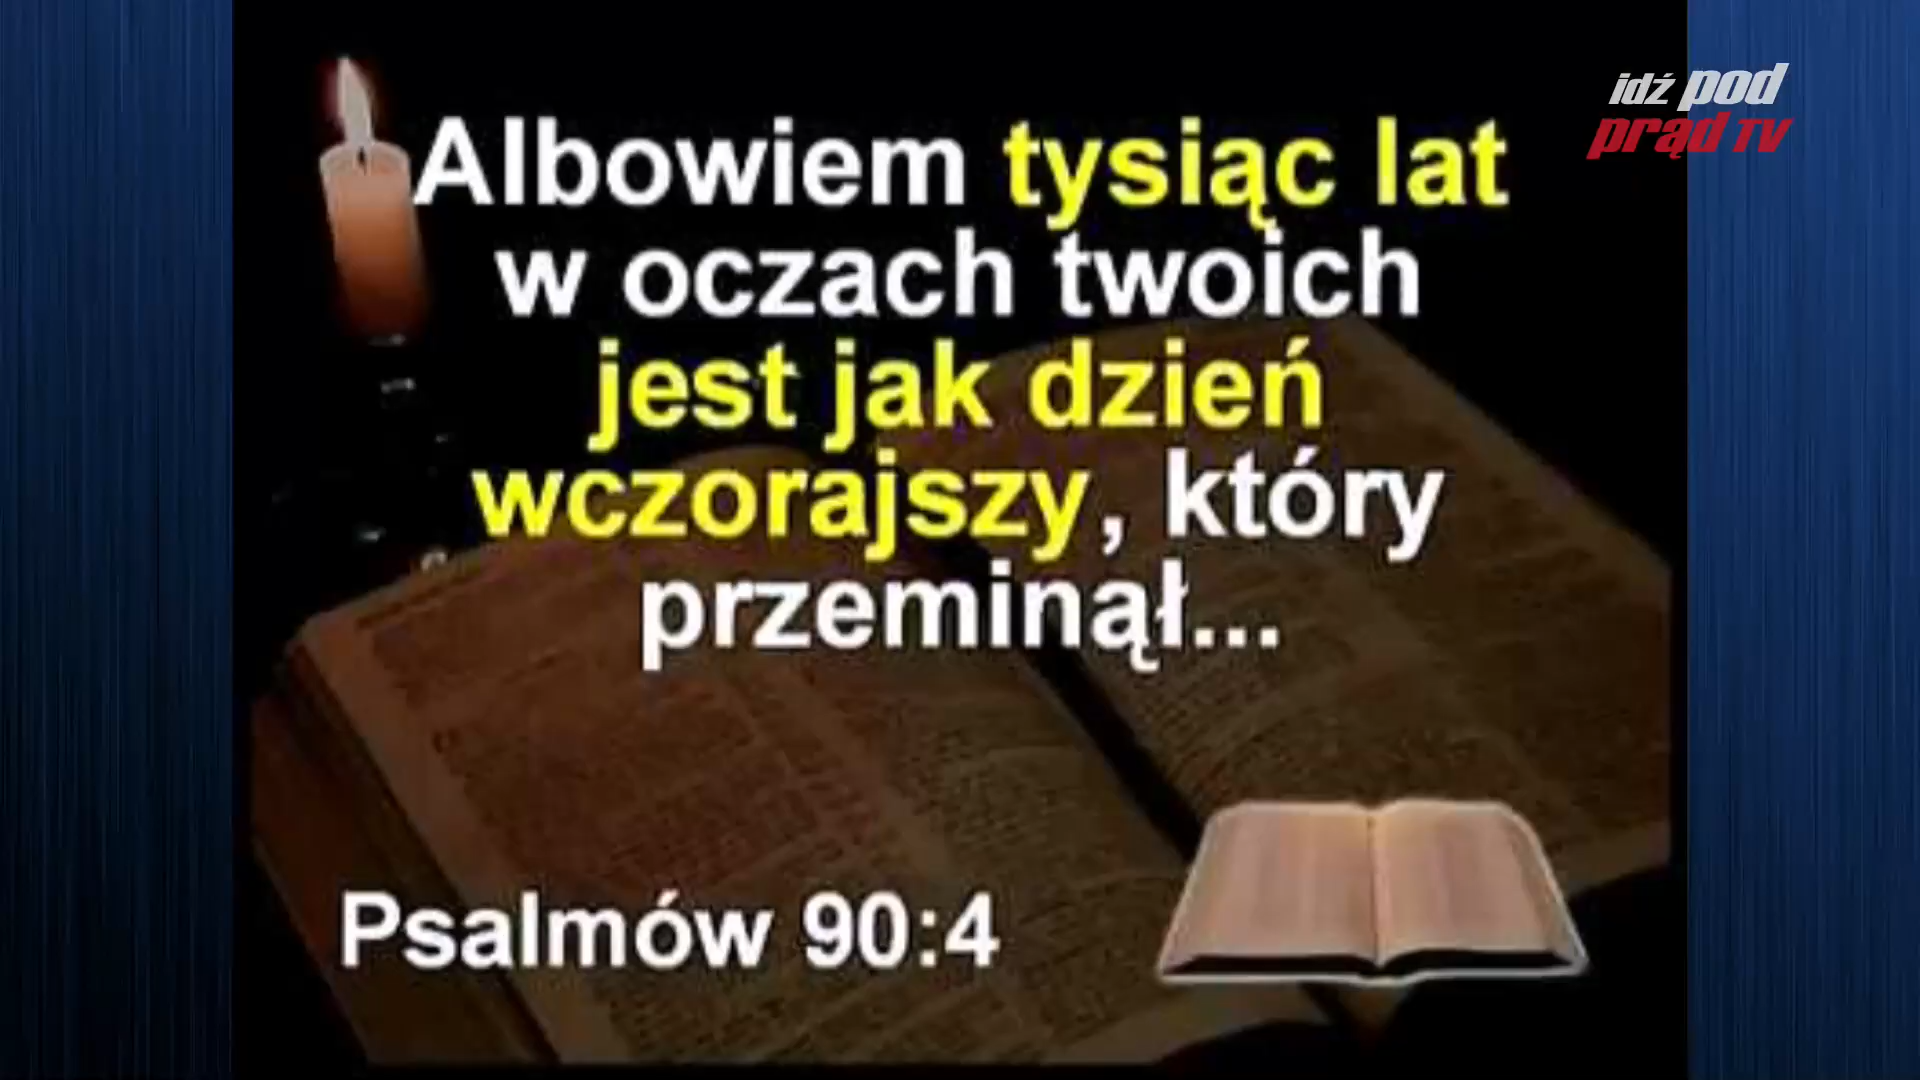 idź pod
prąd TV
Albowiem tysiąc lat
w oczach twoich
jest jak dzień
wczorajszy, który
przeminął...
Psalmów 90:4